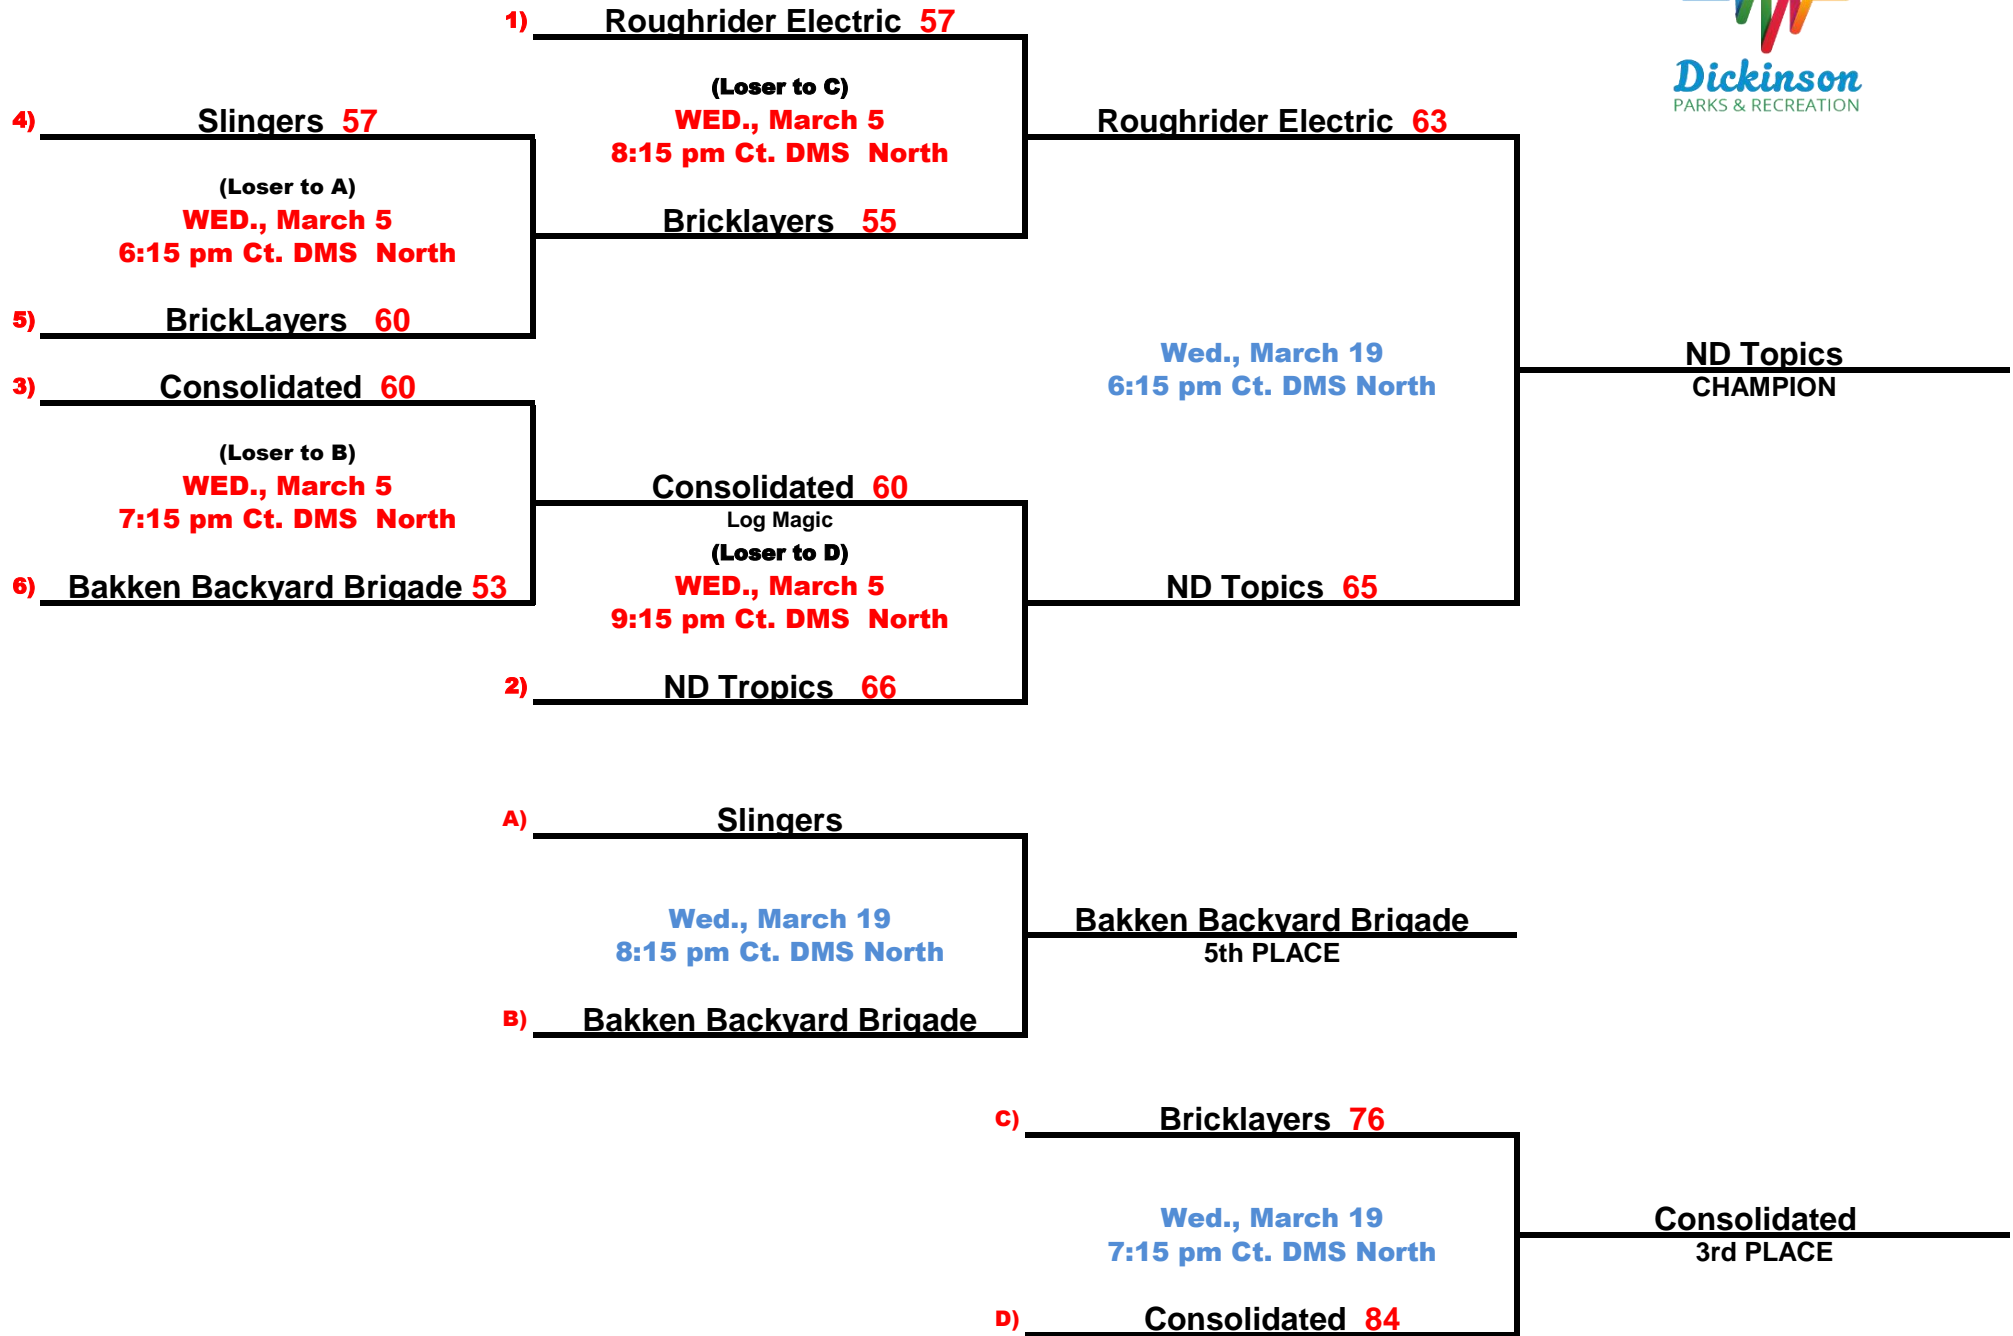 1) Roughrider Electric 57
Dickinson
PARKS & RECREATION
(Loser to C)
4) Slingers 57
WED., March 5
8:15 pm Ct. DMS North
Roughrider Electric 63
(Loser to A)
WED., March 5
6:15 pm Ct. DMS North
Bricklayers 55
5) BrickLayers 60
Wed., March 19
6:15 pm Ct. DMS North
ND Topics
CHAMPION
3) Consolidated 60
(Loser to B)
WED., March 5
7:15 pm Ct. DMS North
Consolidated 60
Log Magic
(Loser to D)
WED., March 5
9:15 pm Ct. DMS North
6) Bakken Backyard Brigade 53
ND Topics 65
2) ND Tropics 66
A) Slingers
Wed., March 19
8:15 pm Ct. DMS North
Bakken Backyard Brigade
5th PLACE
B) Bakken Backyard Brigade
C) Bricklayers 76
Wed., March 19
7:15 pm Ct. DMS North
Consolidated
3rd PLACE
D) Consolidated 84